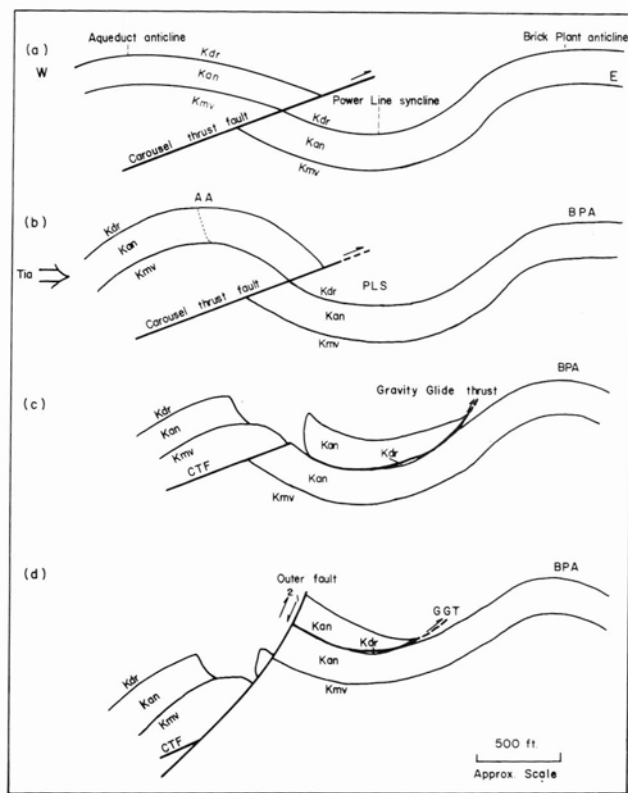 (a)
Aqueduct anticline
Kdr
Brick Plant anticline
W
Kan
E
Kmv
Power Line syncline
Carousel thrust fault
Kdr
Kan
Kmv
(b)
AA
BPA
Kdr
Kan
Kmv
Tia
Carousel thrust fault
Kdr
PLS
Kan
Kmv
(c)
BPA
Gravity Glide thrust
Kdr
Kan
Kmv
Kan
Kdr
CTF
Kan
Kmv
(d)
BPA
Outer fault
2 1
GGT
Kan
Kdr
Kan
Kdr
Kan
Kmv
Kmv
CTF
500 ft.
Approx. Scale